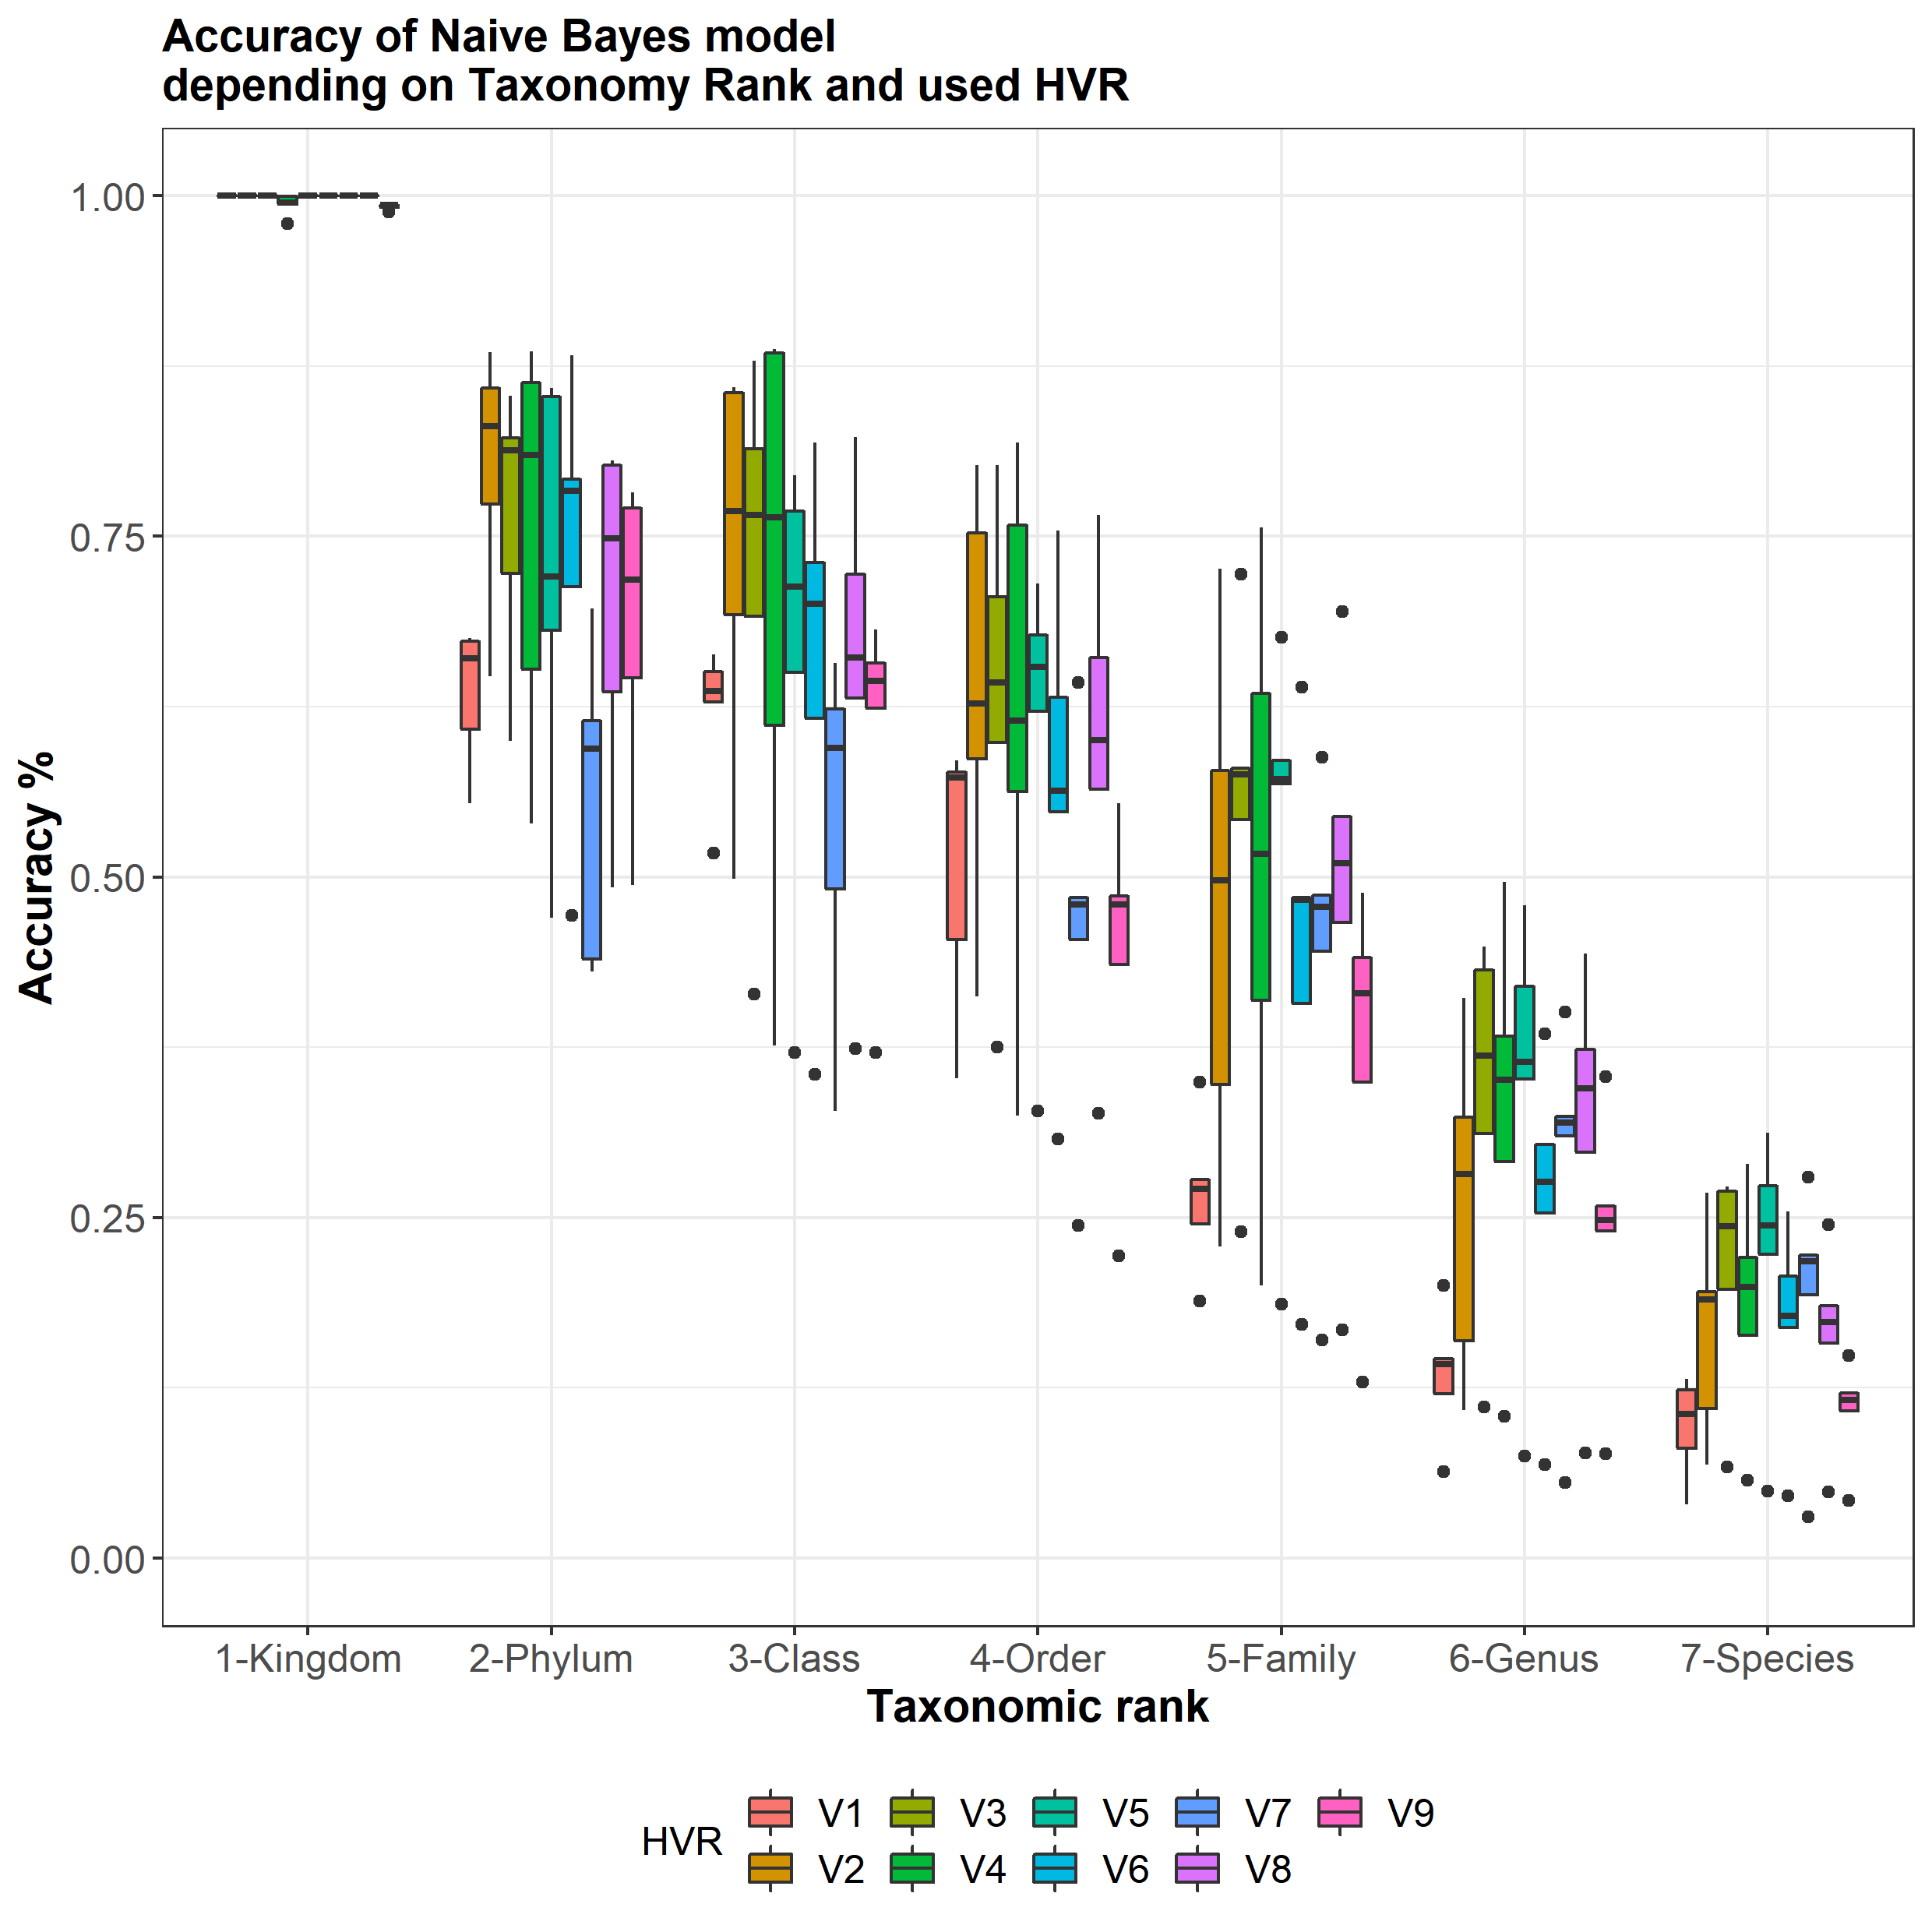 Accuracy of Naive Bayes model
depending on Taxonomy Rank and used HVR
Accuracy %
1.00
0.75
0.50
0.25
0.00
1-Kingdom 2-Phylum 3-Class 4-Order 5-Family 6-Genus 7-Species
Taxonomic rank
HVR
V1 V3 V5 V7 V9
V2 V4 V6 V8